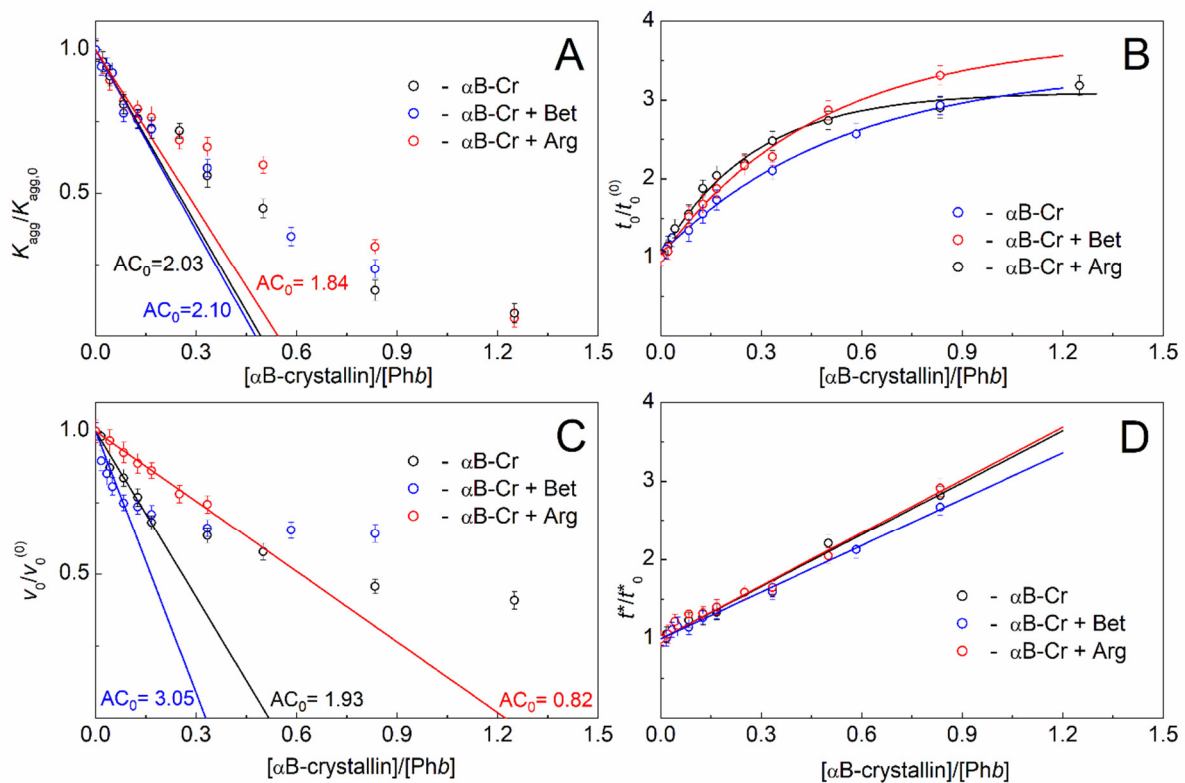 A
- αB-Cr
- αB-Cr + Bet
- αB-Cr + Arg
1.0
0.5
Kagg/Kagg,0
AC0=2.03
AC0=2.10
AC0= 1.84
0.0 0.3 0.6 0.9 1.2 1.5
[αB-crystallin]/[Phb]
B
4
3
2
1
0
t0/t0(0)
- αB-Cr
- αB-Cr + Bet
- αB-Cr + Arg
0.0 0.3 0.6 0.9 1.2 1.5
[αB-crystallin]/[Phb]
C
- αB-Cr
- αB-Cr + Bet
- αB-Cr + Arg
1.0
0.5
v0/v0(0)
AC0= 3.05
AC0= 1.93
AC0= 0.82
0.0 0.3 0.6 0.9 1.2 1.5
[αB-crystallin]/[Phb]
D
4
3
2
1
0
t*/t*0
- αB-Cr
- αB-Cr + Bet
- αB-Cr + Arg
0.0 0.3 0.6 0.9 1.2 1.5
[αB-crystallin]/[Phb]